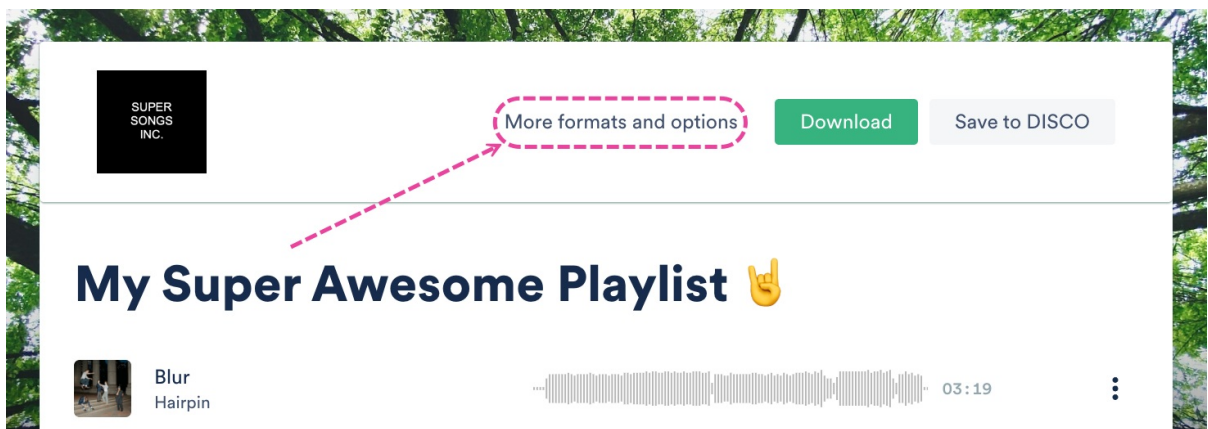 SUPER
SONGS
INC.
More formats and options
Download
Save to DISCO
My Super Awesome Playlist 🤘
Blur
Hairpin
03:19